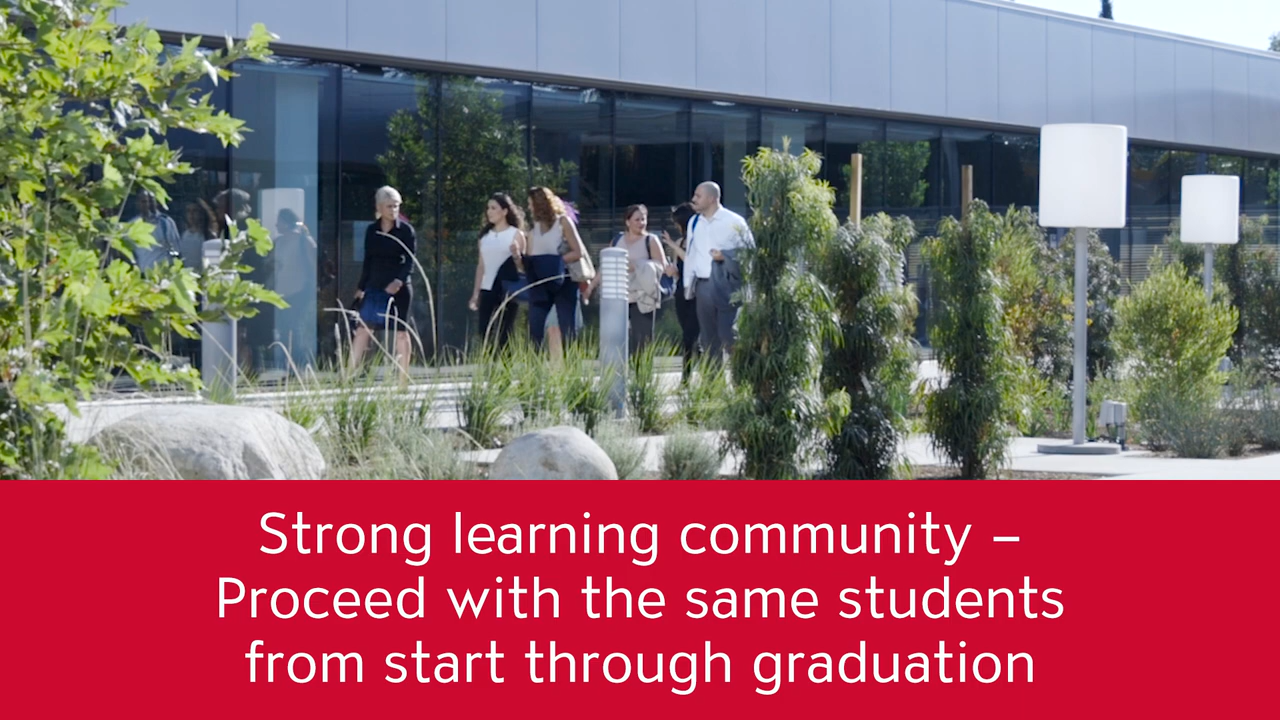 Strong learning community –
Proceed with the same students
from start through graduation